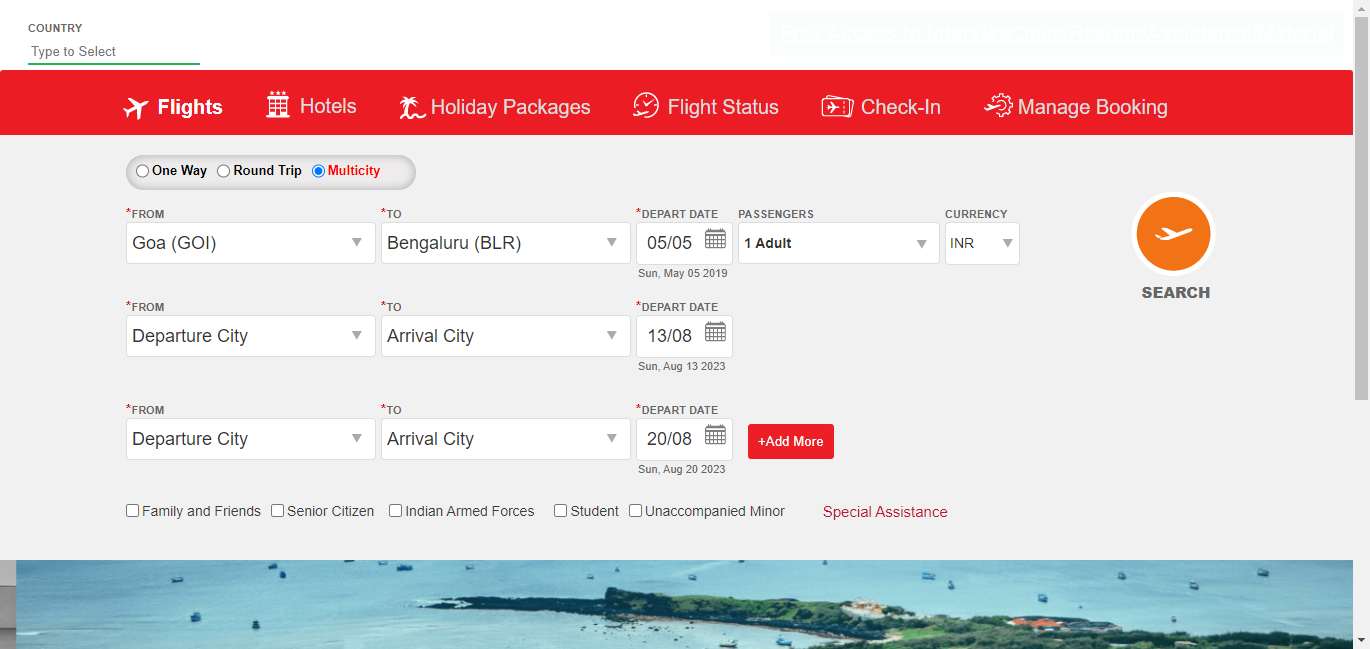 COUNTRY
Type to Select
Free Access to InterviewQues/ResumeAssistance/Material
Flights Hotels Holiday Packages Flight Status Check-In Manage Booking
One Way Round Trip Multicity
*FROM *TO *DEPART DATE PASSENGERS CURRENCY
Goa (GOI) Bengaluru (BLR) 05/05 1 Adult INR
Sun, May 05 2019
SEARCH
*FROM *TO *DEPART DATE
Departure City Arrival City 13/08
Sun, Aug 13 2023
*FROM *TO *DEPART DATE
Departure City Arrival City 20/08 +Add More
Sun, Aug 20 2023
Family and Friends Senior Citizen Indian Armed Forces Student Unaccompanied Minor Special Assistance